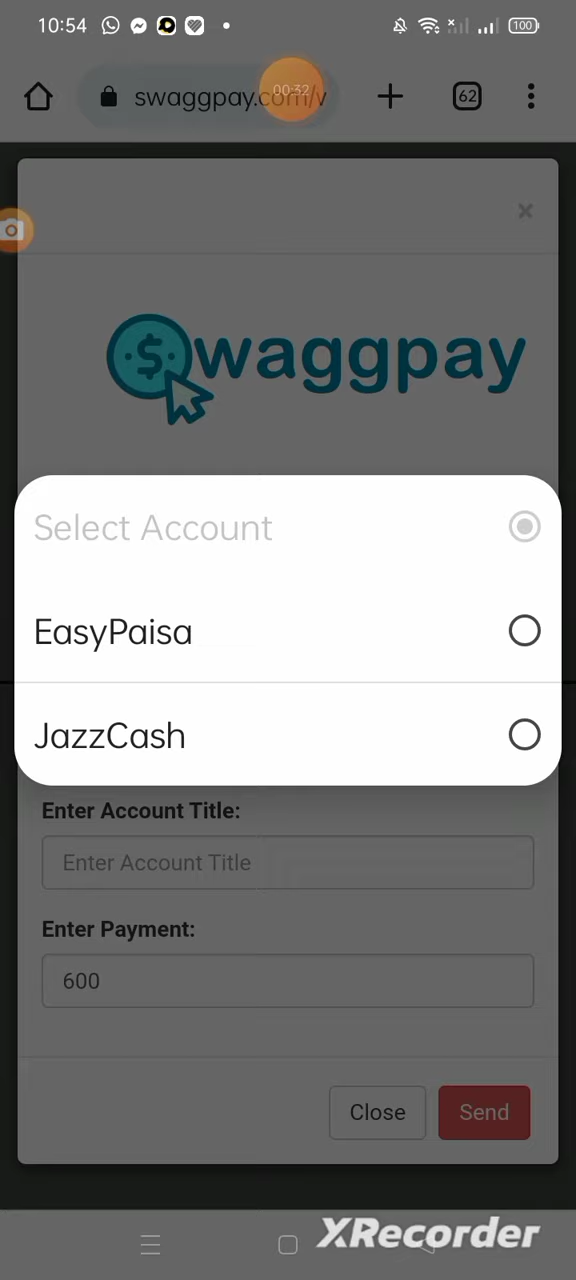 10:54
100
swaggpay.com/v
00:32
62
swaggpay
Select Account
EasyPaisa
JazzCash
Enter Account Title:
Enter Account Title
Enter Payment:
600
Close
Send
XRecorder